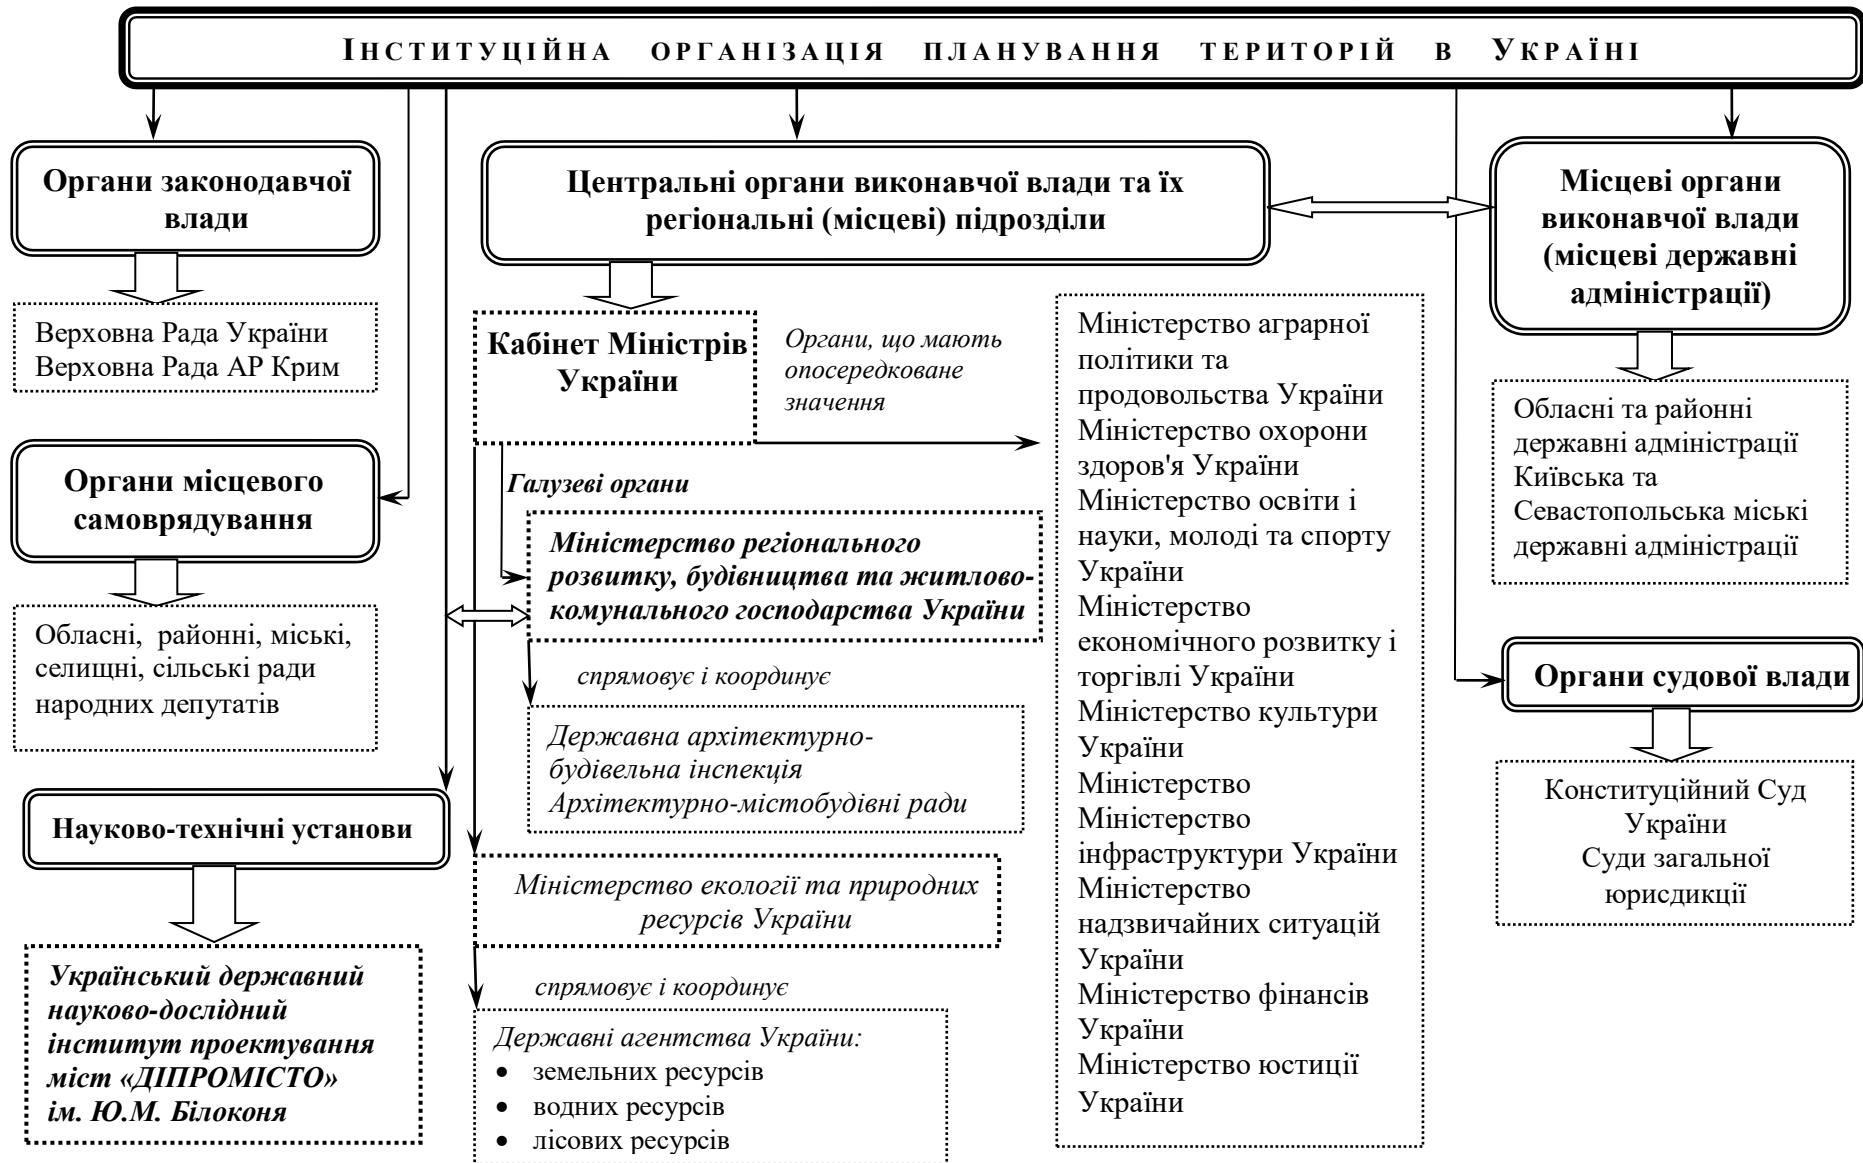 ІНСТИТУЦІЙНА ОРГАНІЗАЦІЯ ПЛАНУВАННЯ ТЕРИТОРІЙ В УКРАЇНІ
Органи законодавчої
влади
Верховна Рада України
Верховна Рада АР Крим
Органи місцевого
самоврядування
Обласні, районні, міські,
селищні, сільські ради
народних депутатів
Науково-технічні установи
Український державний
науково-дослідний
інститут проектування
міст «ДІПРОМІСТО»
ім. Ю.М. Білоконя
Центральні органи виконавчої влади та їх
регіональні (місцеві) підрозділи
Кабінет Міністрів
України
Органи, що мають
опосередковане
значення
Галузеві органи
Міністерство регіонального
розвитку, будівництва та житлово-
комунального господарства України
спрямовує і координує
Державна архітектурно-
будівельна інспекція
Архітектурно-містобудівні ради
Міністерство екології та природних
ресурсів України
спрямовує і координує
Державні агентства України:
• земельних ресурсів
• водних ресурсів
• лісових ресурсів
Міністерство аграрної
політики та
продовольства України
Міністерство охорони
здоров'я України
Міністерство освіти і
науки, молоді та спорту
України
Міністерство
економічного розвитку і
торгівлі України
Міністерство культури
України
Міністерство
Міністерство
інфраструктури України
Міністерство
надзвичайних ситуацій
України
Міністерство фінансів
України
Міністерство юстиції
України
Місцеві органи
виконавчої влади
(місцеві державні
адміністрації)
Обласні та районні
державні адміністрації
Київська та
Севастопольська міські
державні адміністрації
Органи судової влади
Конституційний Суд
України
Суди загальної
юрисдикції